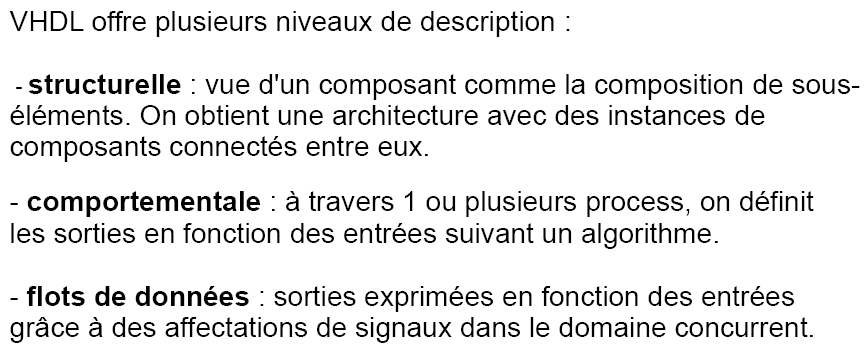 VHDL offre plusieurs niveaux de description :
- structurelle : vue d'un composant comme la composition de sous-
éléments. On obtient une architecture avec des instances de
composants connectés entre eux.
- comportementale : à travers 1 ou plusieurs process, on définit
les sorties en fonction des entrées suivant un algorithme.
- flots de données : sorties exprimées en fonction des entrées
grâce à des affectations de signaux dans le domaine concurrent.